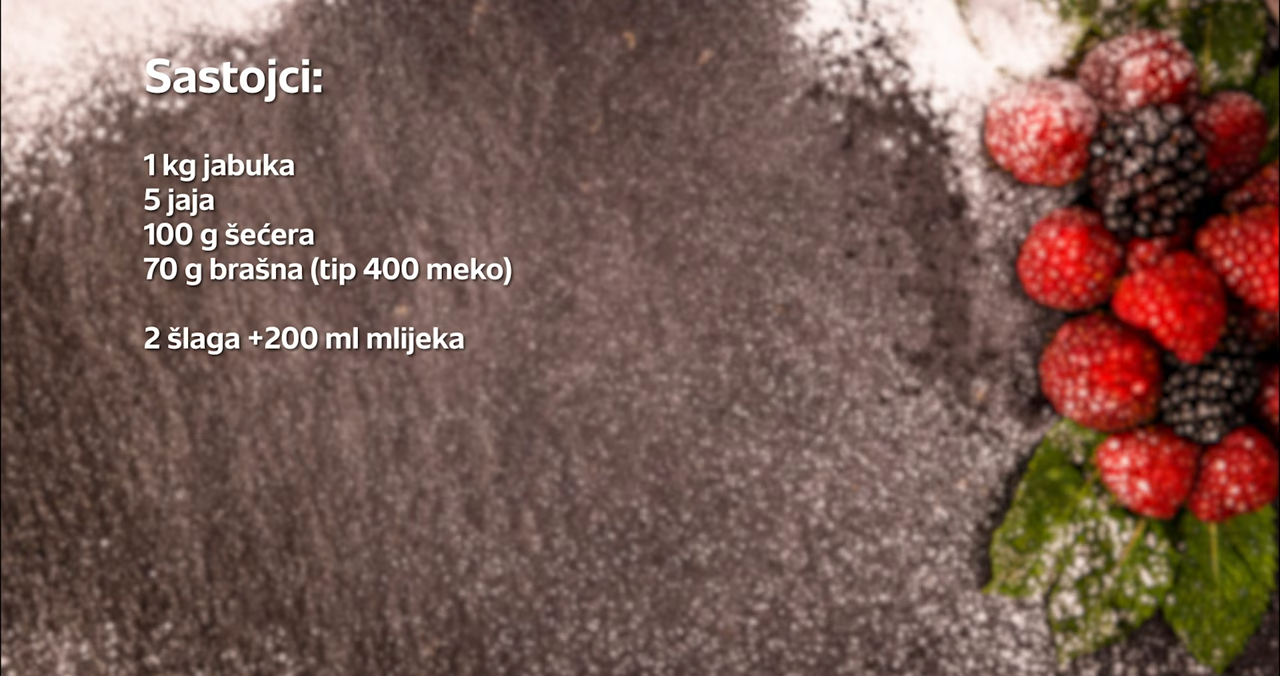 Sastojci:
1 kg jabuka
5 jaja
100 g šećera
70 g brašna (tip 400 meko)
2 šlaga +200 ml mlijeka